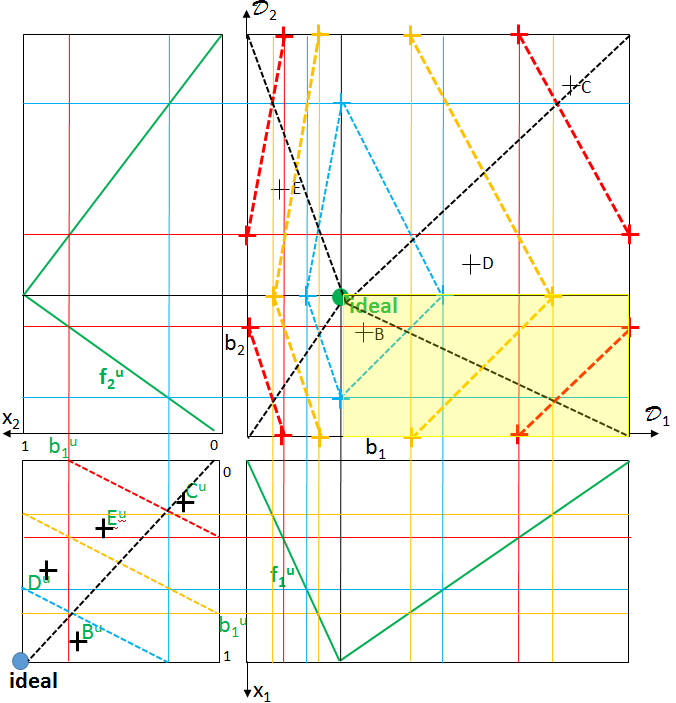 𝒟₂
C
E
D
ideal
B
b₂
f₂ᵘ
x₂
𝒟₁
1
b₁ᵘ
0
b₁
0
Cᵘ
Eᵘ
f₁ᵘ
Dᵘ
b₁ᵘ
Bᵘ
1
ideal
x₁